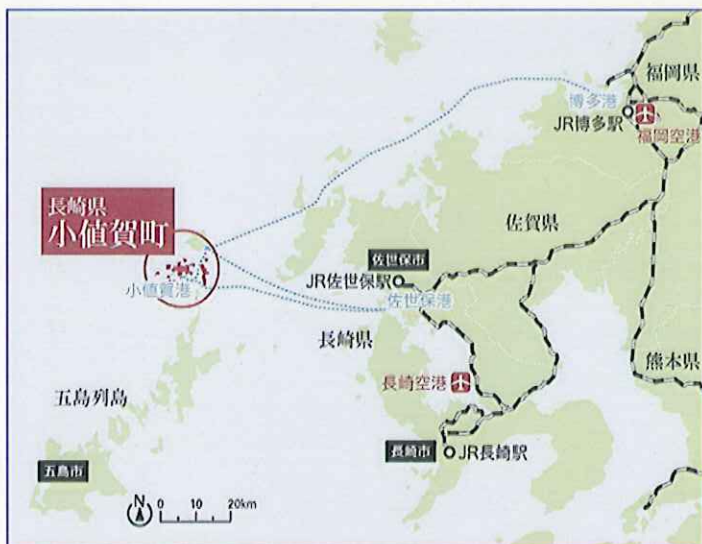 福岡県
博多港
JR博多駅
福岡空港
長崎県
小値賀町
佐賀県
佐世保市
JR佐世保駅
小値賀港
佐世保港
長崎県
熊本県
長崎空港
五島列島
長崎市
JR長崎駅
五島市
N
0 10 20km